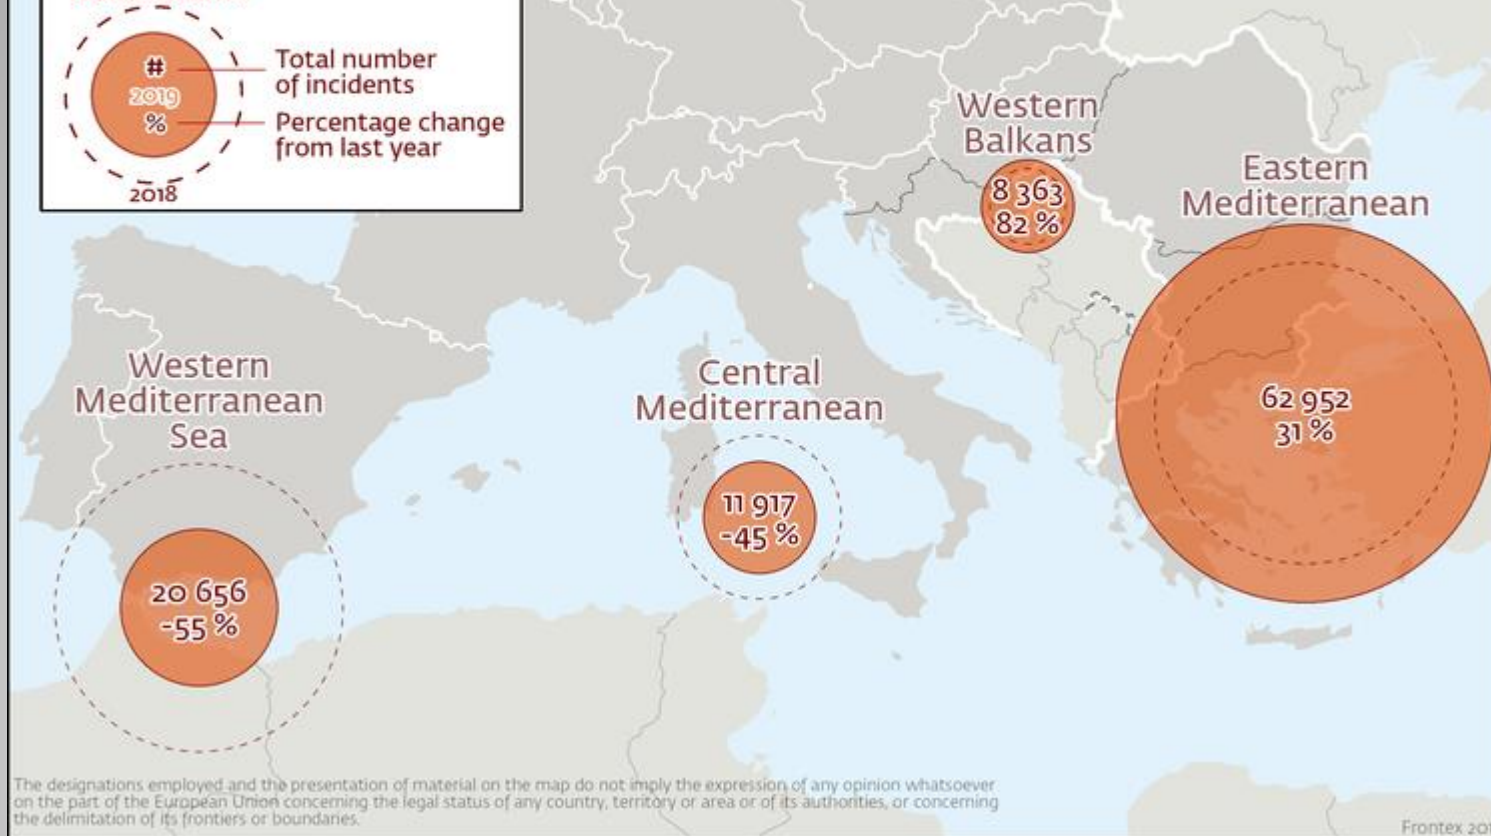 #
2019
%
Total number
of incidents
Percentage change
from last year
2018
Western
Balkans
8 363
82 %
Eastern
Mediterranean
62 952
31 %
Western
Mediterranean
Sea
20 656
-55 %
Central
Mediterranean
11 917
-45 %
The designations employed and the presentation of material on the map do not imply the expression of any opinion whatsoever
on the part of the European Union concerning the legal status of any country, territory or area or of its authorities, or concerning
the delimitation of its frontiers or boundaries.
Frontex